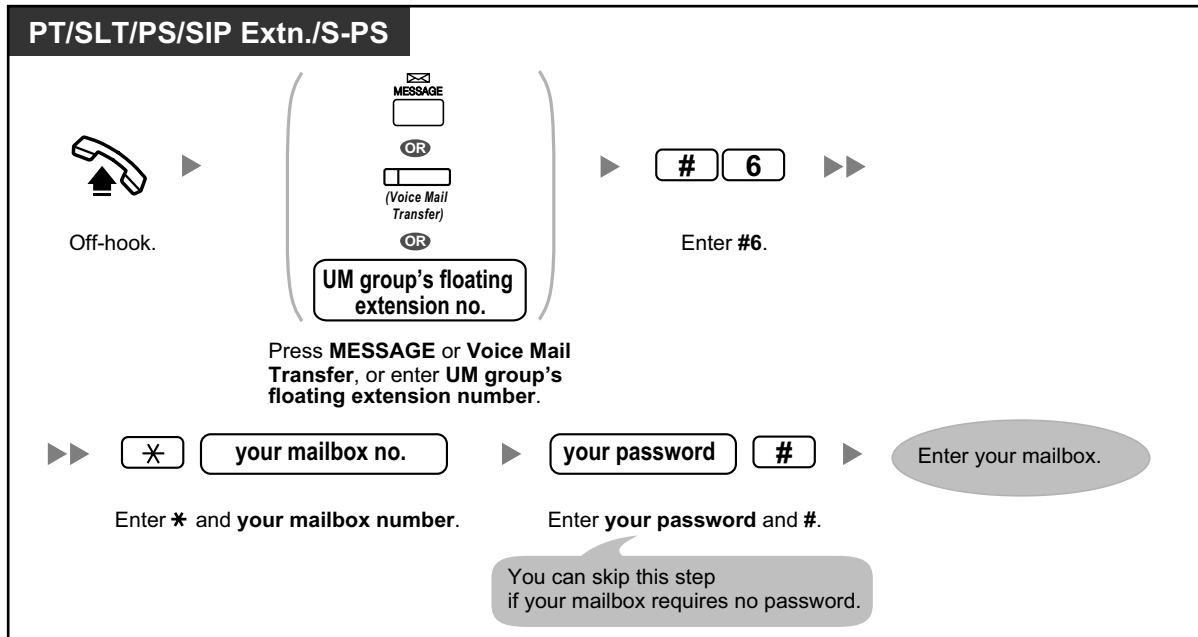 PT/SLT/PS/SIP Extn./S-PS
MESSAGE
OR
(Voice Mail
Transfer)
OR
UM group's floating
extension no.
# 6
Off-hook.
Press MESSAGE or Voice Mail
Transfer, or enter UM group's
floating extension number.
Enter #6.
* your mailbox no.
your password #
Enter your mailbox.
Enter * and your mailbox number.
Enter your password and #.
You can skip this step
if your mailbox requires no password.